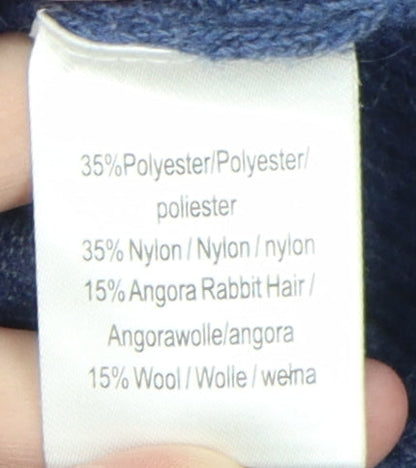 35%Polyester/Polyester/
poliester
35% Nylon / Nylon / nylon
15% Angora Rabbit Hair /
Angorawolle/angora
15% Wool / Wolle / wełna